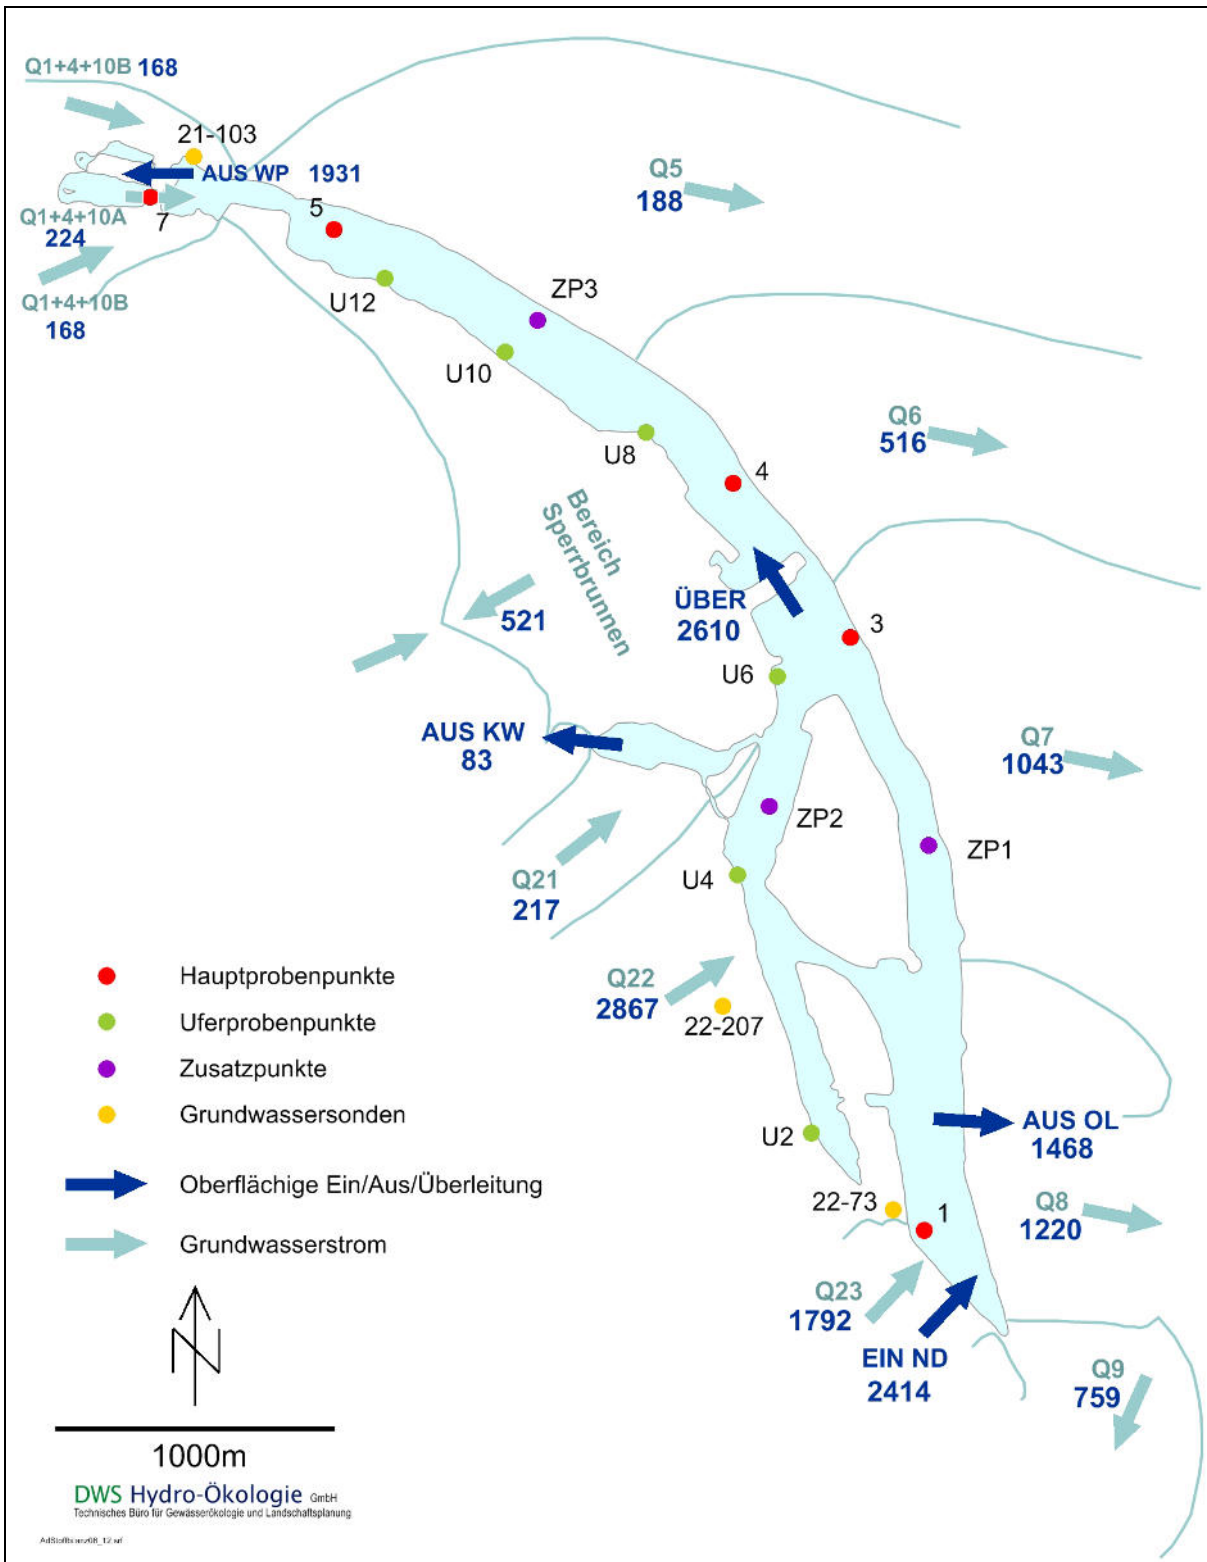 Q1+4+10B 168
21-103
AUS WP 1931
Q5
188
Q1+4+10A
224
7
5
Q1+4+10B
168
U12
ZP3
U10
Q6
516
U8
4
Bereich
Sperrbrunnen
ÜBER
2610
521
3
U6
AUS KW
83
Q7
1043
ZP2
ZP1
U4
Q21
217
Q22
2867
22-207
Hauptprobenpunkte
Uferprobenpunkte
Zusatzpunkte
Grundwassersonden
U2
AUS OL
1468
Oberflächige Ein/Aus/Überleitung
22-73
1
Q8
1220
Grundwasserstrom
Q23
1792
EIN ND
2414
Q9
759
N
1000m
DWS Hydro-Ökologie GmbH
Technisches Büro für Gewässerökologie und Landschaftsplanung